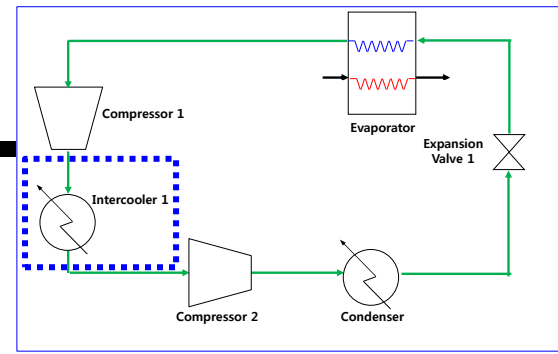 Compressor 1
Evaporator
Expansion
Valve 1
Intercooler 1
Compressor 2
Condenser